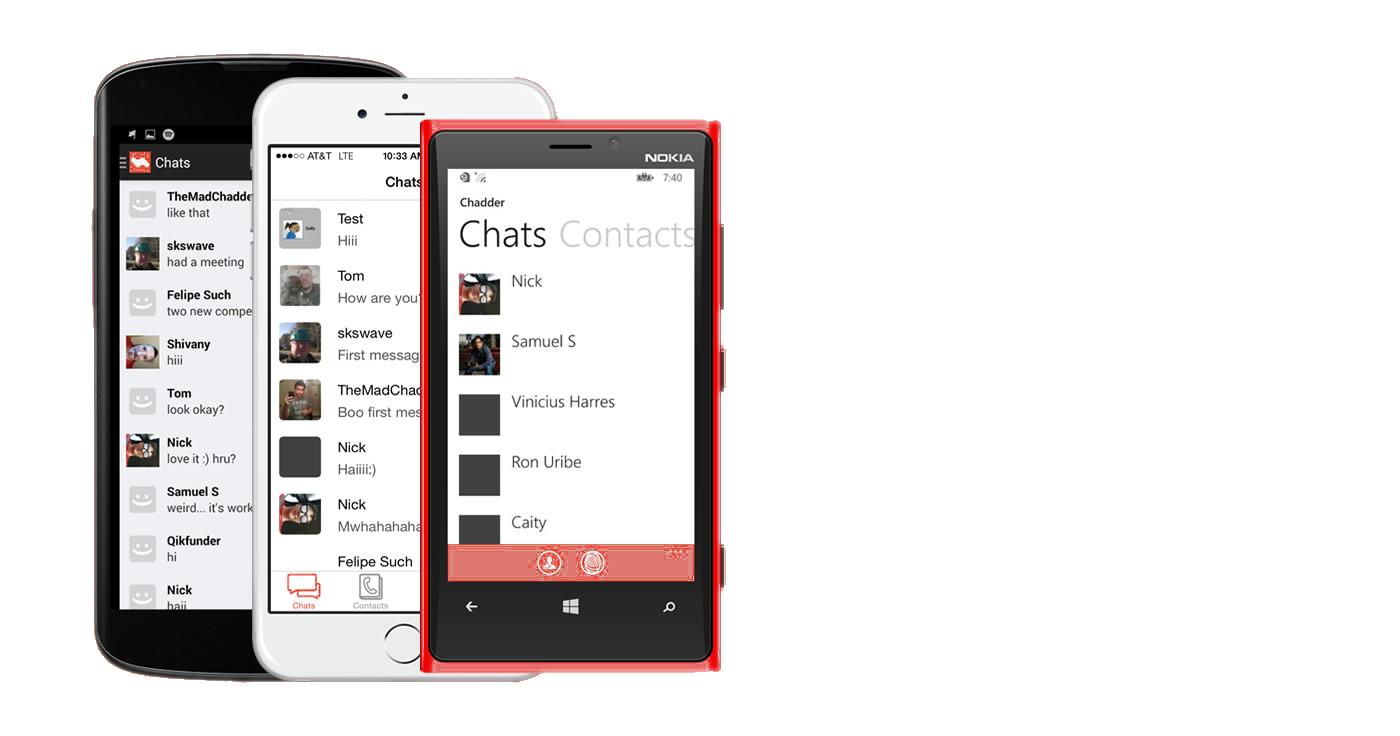 Chats
TheMadChadde
like that
skswave
had a meeting
Felipe Such
two new compe
Shivany
hiii
Tom
look okay?
Nick
love it :) hru?
Samuel S
weird... it's work
Qikfunder
hi
Nick
haii
AT&T LTE 10:33 AM
Chats
Test
Hiii
Tom
How are you?
skswave
First messag
TheMadChad
Boo first mes
Nick
Haiiii:)
Nick
Mwhahahaha
Felipe Such
Chats Contacts
NOKIA
7:40
Chadder
Chats Contacts
Nick
Samuel S
Vinicius Harres
Ron Uribe
Caity